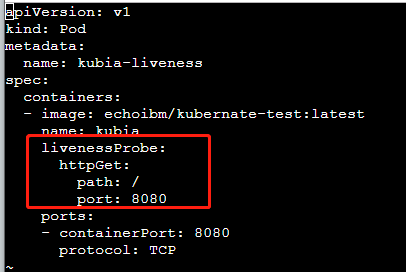 apiVersion: v1
kind: Pod
metadata:
  name: kubia-liveness
spec:
  containers:
  - image: echoibm/kubernate-test:latest
    name: kubia
    livenessProbe:
      httpGet:
        path: /
        port: 8080
    ports:
    - containerPort: 8080
      protocol: TCP
~